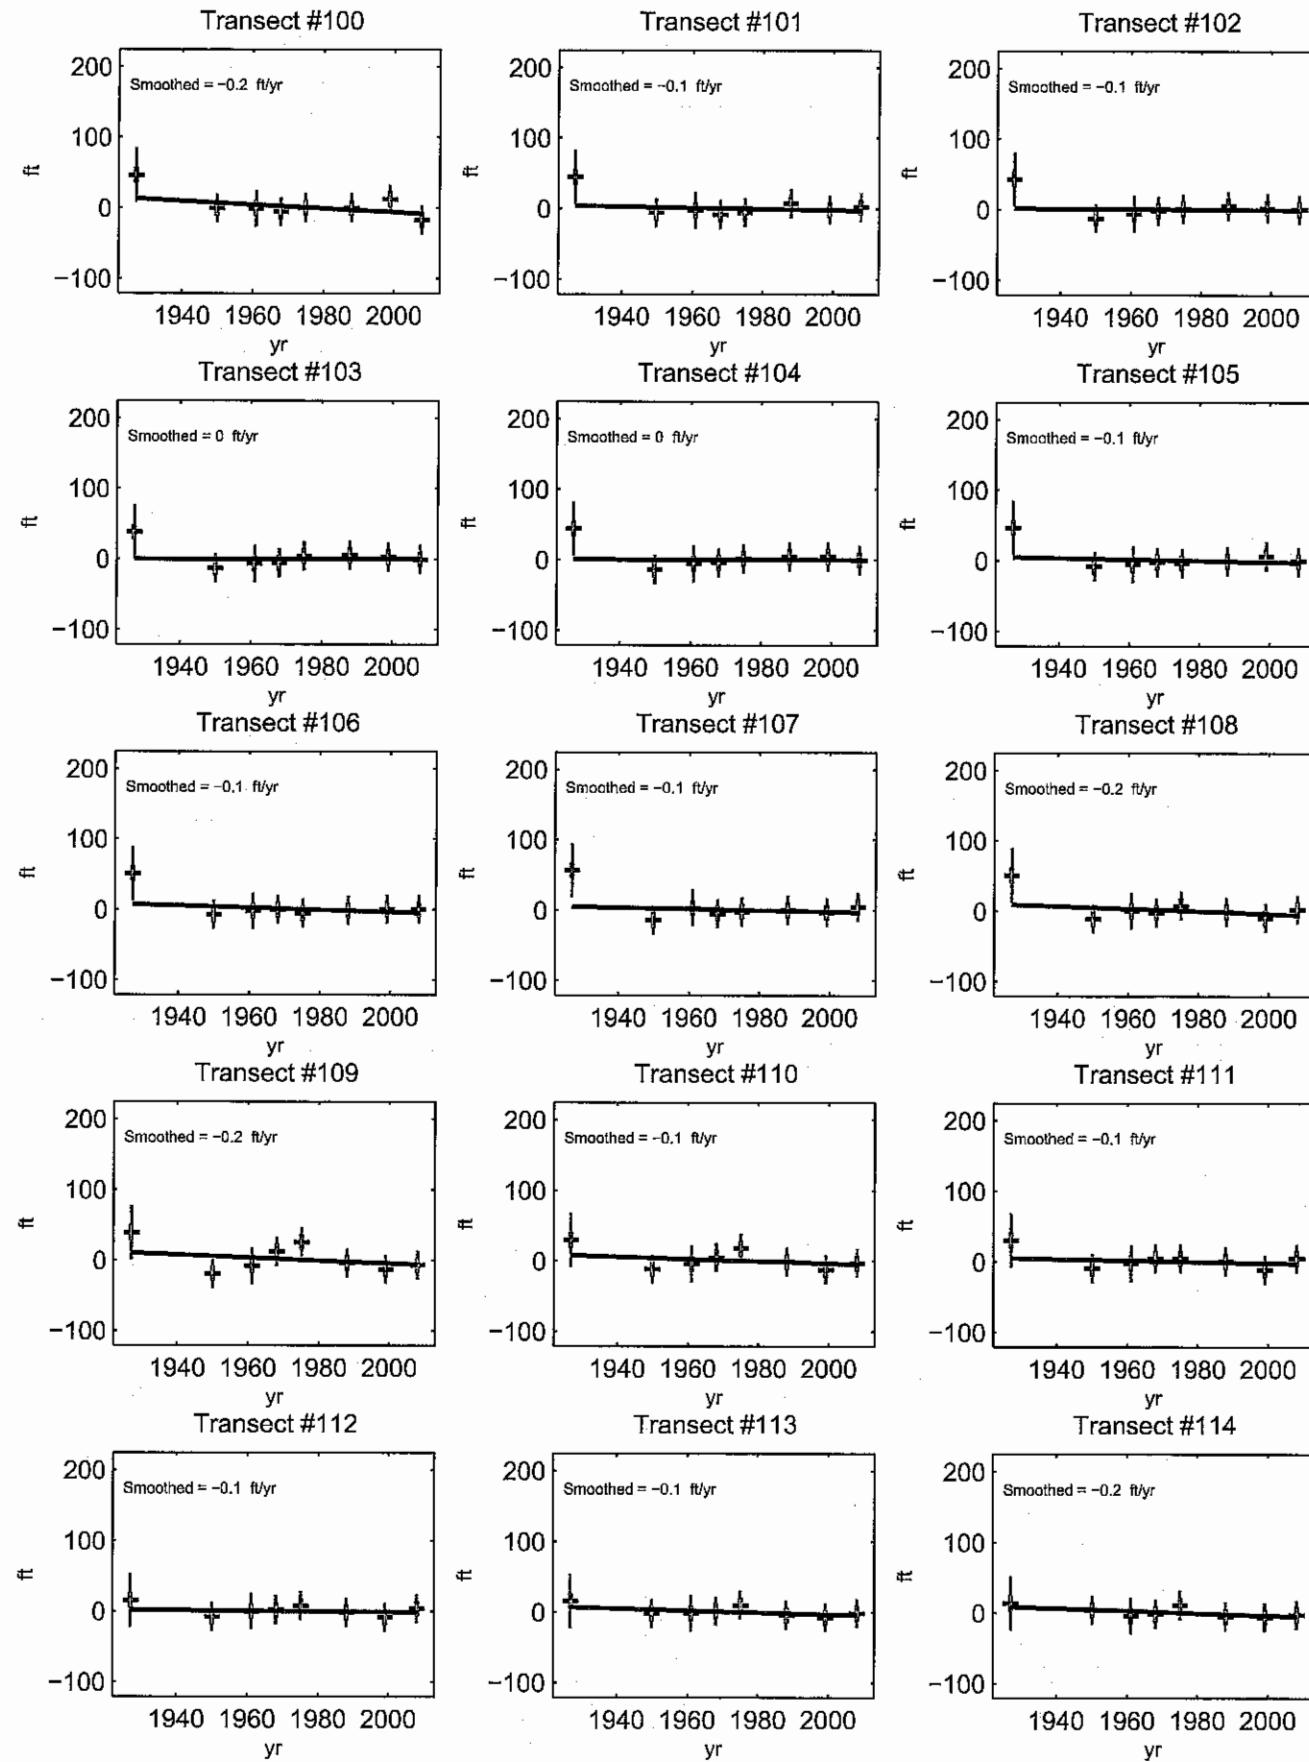 Transect #100 Transect #101 Transect #102
200 200 200
Smoothed = −0.2 ft/yr Smoothed = −0.1 ft/yr Smoothed = −0.1 ft/yr
100 100 100
ft ft ft
0 0 0
−100 −100 −100
1940 1960 1980 2000 1940 1960 1980 2000 1940 1960 1980 2000
yr yr yr
Transect #103 Transect #104 Transect #105
200 200 200
Smoothed = 0 ft/yr Smoothed = 0 ft/yr Smoothed = −0.1 ft/yr
100 100 100
ft ft ft
0 0 0
−100 −100 −100
1940 1960 1980 2000 1940 1960 1980 2000 1940 1960 1980 2000
yr yr yr
Transect #106 Transect #107 Transect #108
200 200 200
Smoothed = −0.1 ft/yr Smoothed = −0.1 ft/yr Smoothed = −0.2 ft/yr
100 100 100
ft ft ft
0 0 0
−100 −100 −100
1940 1960 1980 2000 1940 1960 1980 2000 1940 1960 1980 2000
yr yr yr
Transect #109 Transect #110 Transect #111
200 200 200
Smoothed = −0.2 ft/yr Smoothed = −0.1 ft/yr Smoothed = −0.1 ft/yr
100 100 100
ft ft ft
0 0 0
−100 −100 −100
1940 1960 1980 2000 1940 1960 1980 2000 1940 1960 1980 2000
yr yr yr
Transect #112 Transect #113 Transect #114
200 200 200
Smoothed = −0.1 ft/yr Smoothed = −0.1 ft/yr Smoothed = −0.2 ft/yr
100 100 100
ft ft ft
0 0 0
−100 −100 −100
1940 1960 1980 2000 1940 1960 1980 2000 1940 1960 1980 2000
yr yr yr